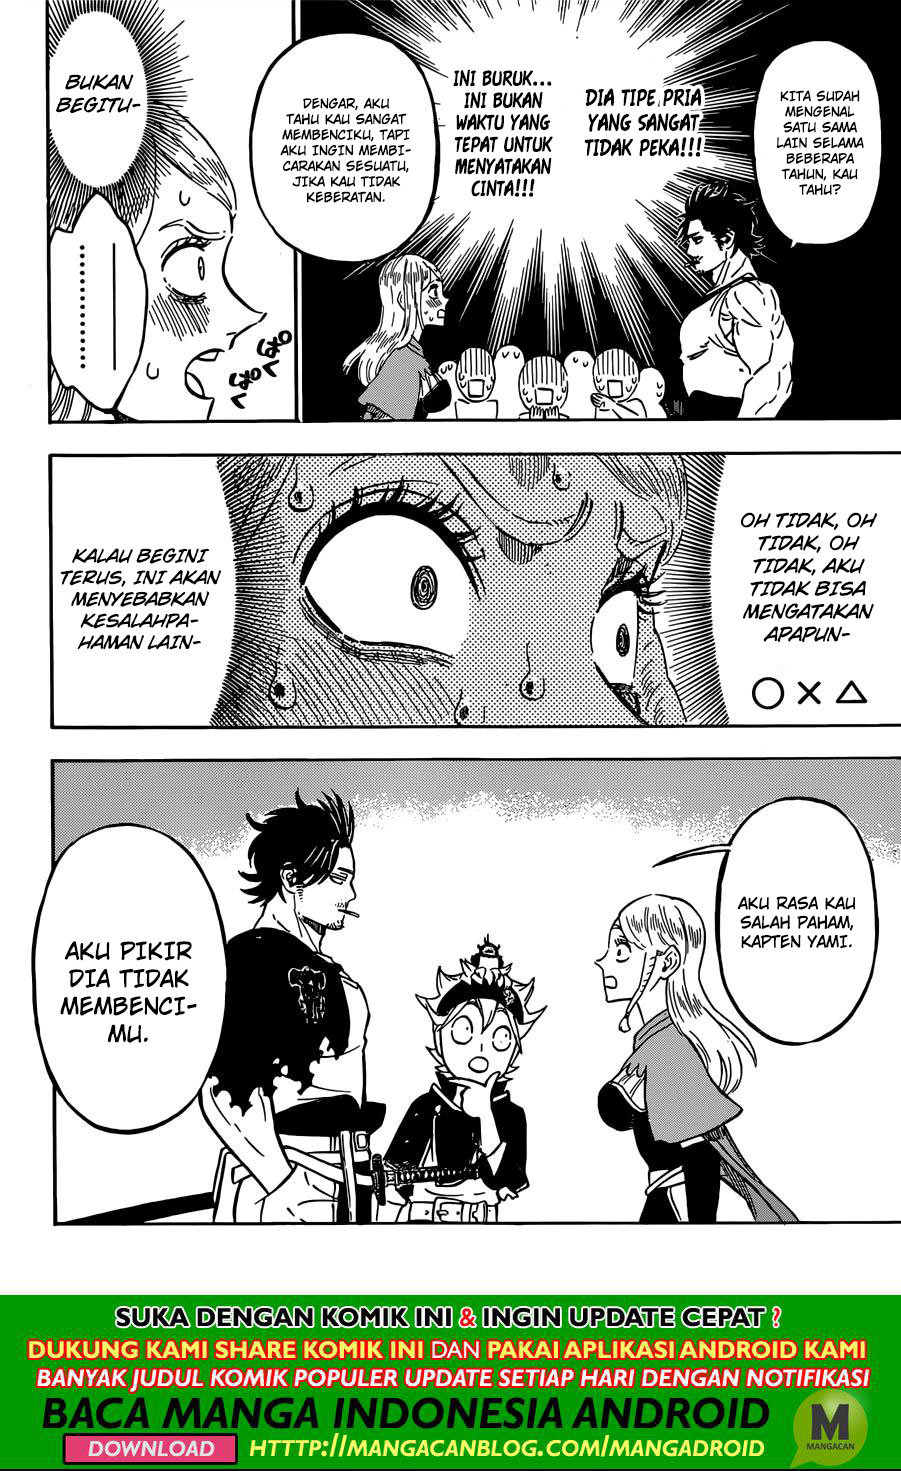 KITA SUDAH
MENGENAL
SATU SAMA
LAIN SELAMA
BEBERAPA
TAHUN, KAU
TAHU?
DIA TIPE PRIA
YANG SANGAT
TIDAK PEKA!!!
INI BURUK...
INI BUKAN
WAKTU YANG
TEPAT UNTUK
MENYATAKAN
CINTA!!!
DENGAR, AKU
TAHU KAU SANGAT
MEMBENCIKU, TAPI
AKU INGIN MEMBI-
CARAKAN SESUATU,
JIKA KAU TIDAK
KEBERATAN.
BUKAN
BEGITU-
OH TIDAK, OH
TIDAK, OH
TIDAK, AKU
TIDAK BISA
MENGATAKAN
APAPUN-
KALAU BEGINI
TERUS, INI AKAN
MENYEBABKAN
KESALAHPA-
HAMAN LAIN-
AKU RASA KAU
SALAH PAHAM,
KAPTEN YAMI.
AKU PIKIR
DIA TIDAK
MEMBENCI-
MU.
SUKA DENGAN KOMIK INI & INGIN UPDATE CEPAT ?
DUKUNG KAMI SHARE KOMIK INI DAN PAKAI APLIKASI ANDROID KAMI
BANYAK JUDUL KOMIK POPULER UPDATE SETIAP HARI DENGAN NOTIFIKASI
BACA MANGA INDONESIA ANDROID
DOWNLOAD HTTTP://MANGACANBLOG.COM/MANGADROID
M
MANGACAN